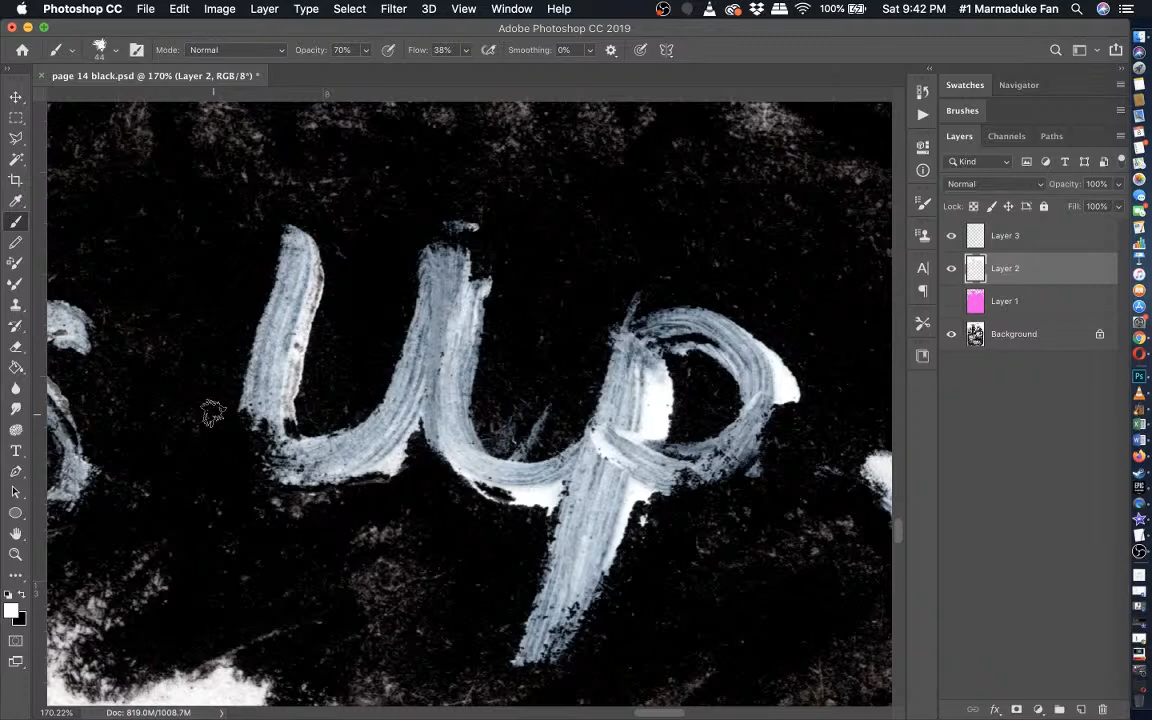 Photoshop CC File Edit Image Layer Type Select Filter 3D View Window Help 100% Sat 9:42 PM #1 Marmaduke Fan
Adobe Photoshop CC 2019
44 Mode: Normal Opacity: 70% Flow: 38% Smoothing: 0%
× page 14 black.psd @ 170% (Layer 2, RGB/8*) *
8
up
Swatches Navigator
Brushes
Layers Channels Paths
Kind
Normal Opacity: 100%
Lock: Fill: 100%
Layer 3
Layer 2
Layer 1
Background
170.22% Doc: 819.0M/1008.7M